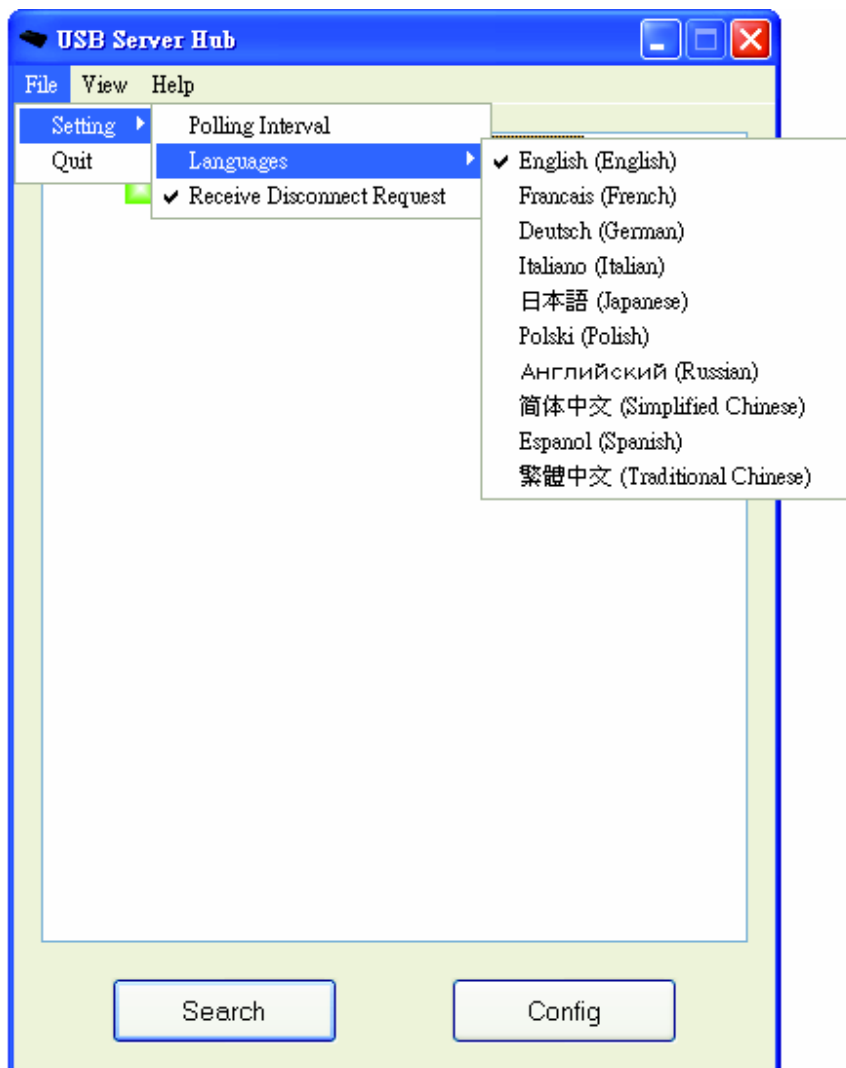 USB Server Hub
File View Help
Setting
Quit
Polling Interval
Languages
Receive Disconnect Request
English (English)
Francais (French)
Deutsch (German)
Italiano (Italian)
日本語 (Japanese)
Polski (Polish)
Английский (Russian)
简体中文 (Simplified Chinese)
Espanol (Spanish)
繁體中文 (Traditional Chinese)
Search
Config